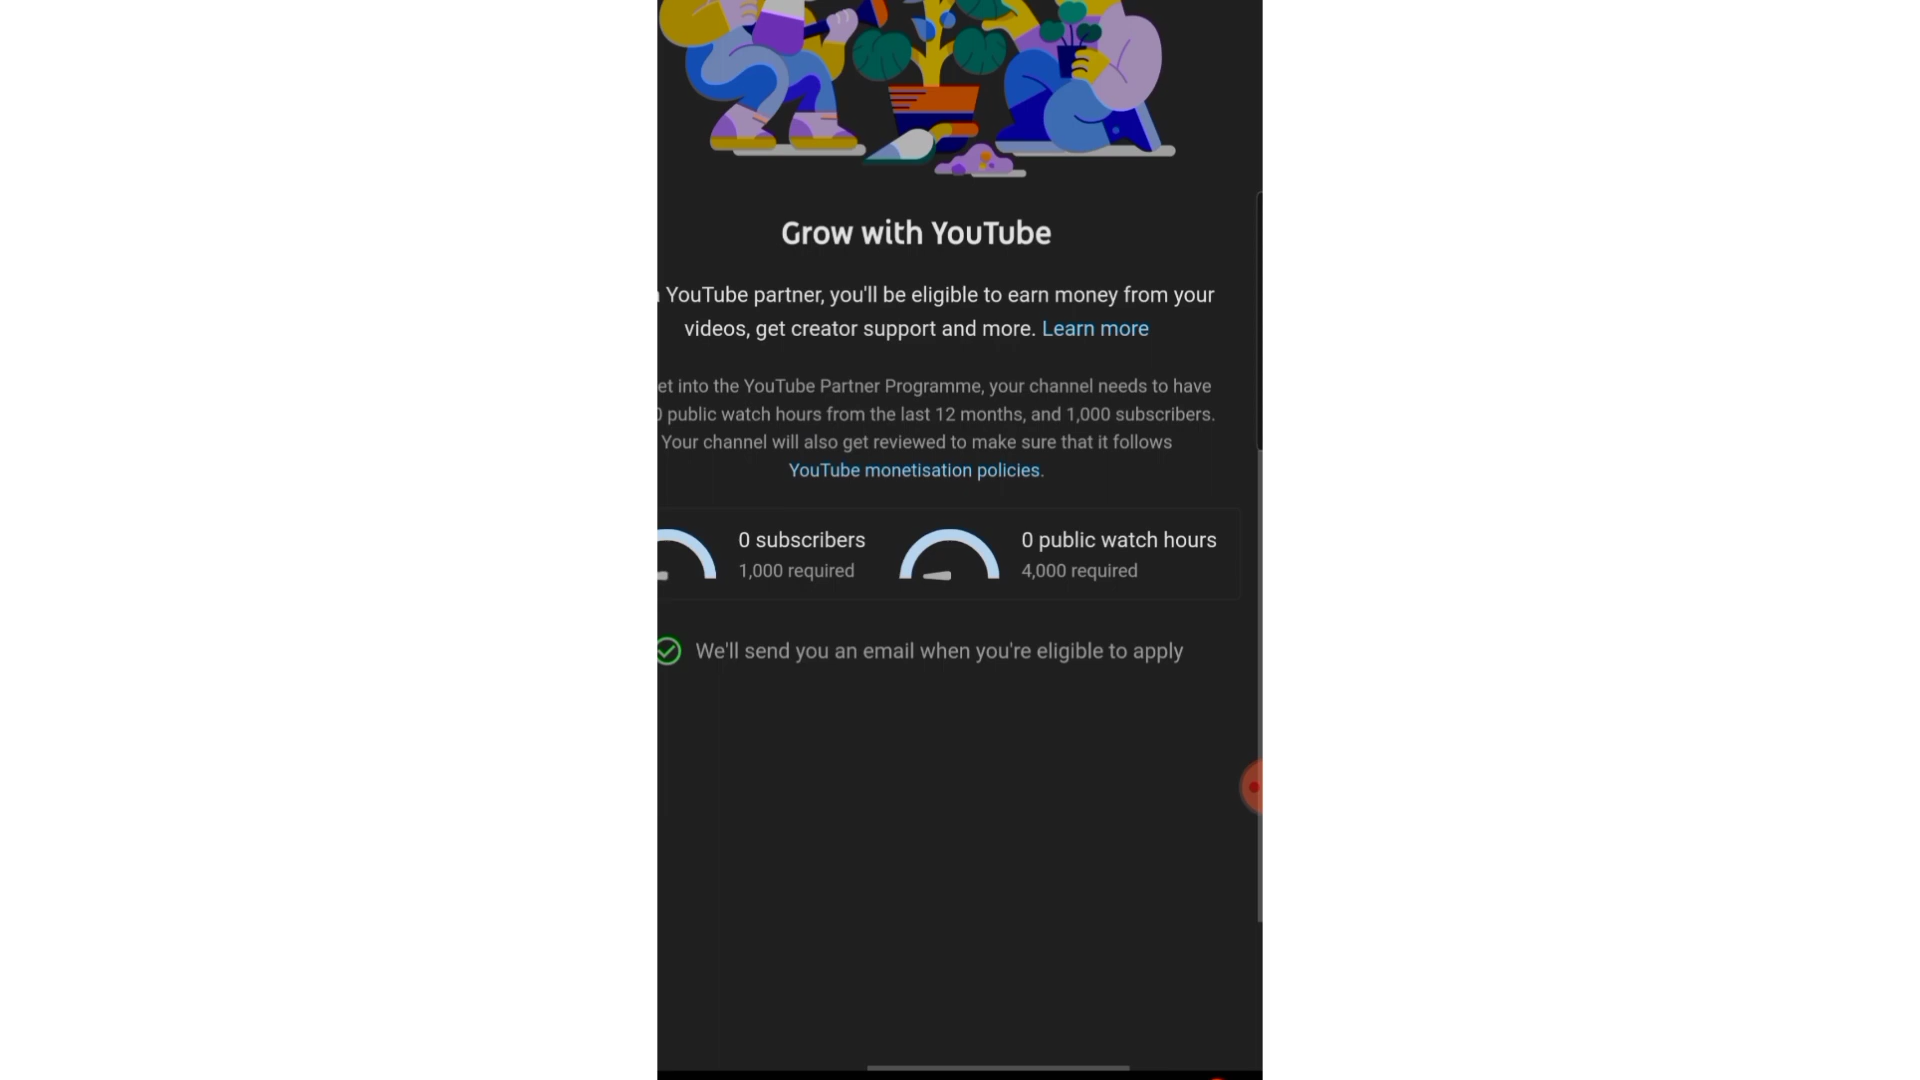 Grow with YouTube
YouTube partner, you'll be eligible to earn money from your
videos, get creator support and more. Learn more
et into the YouTube Partner Programme, your channel needs to have
public watch hours from the last 12 months, and 1,000 subscribers.
Your channel will also get reviewed to make sure that it follows
YouTube monetisation policies.
0 subscribers
1,000 required
0 public watch hours
4,000 required
We'll send you an email when you're eligible to apply